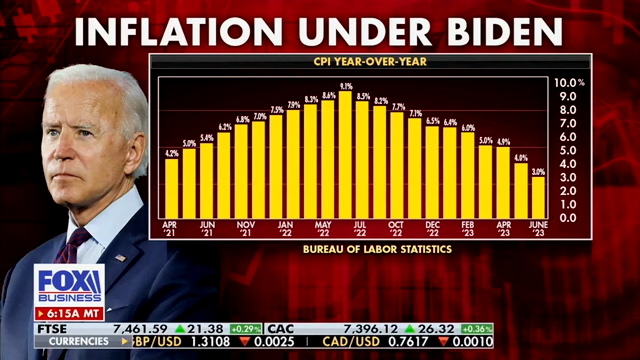 INFLATION UNDER BIDEN
CPI YEAR-OVER-YEAR
10.0%
9.0
8.0
7.0
6.0
5.0
4.0
3.0
2.0
1.0
0.0
4.2% 5.0% 5.4% 6.2% 6.8% 7.0% 7.5% 7.9% 8.3% 8.6% 9.1% 8.5% 8.2% 7.7% 7.1% 6.5% 6.4% 6.0% 5.0% 4.9% 4.0% 3.0%
APR JUN NOV JAN MAY JUL OCT DEC FEB APR JUNE
'21 '21 '21 '22 '22 '22 '22 '22 '23 '23 '23
BUREAU OF LABOR STATISTICS
FOX
BUSINESS
6:15A MT
FTSE 7,461.59 ▲ 21.38 +0.29% CAC 7,396.12 ▲ 26.32 +0.36%
CURRENCIES BP/USD 1.3108 ▼ 0.0025 CAD/USD 0.7617 ▼ 0.0010